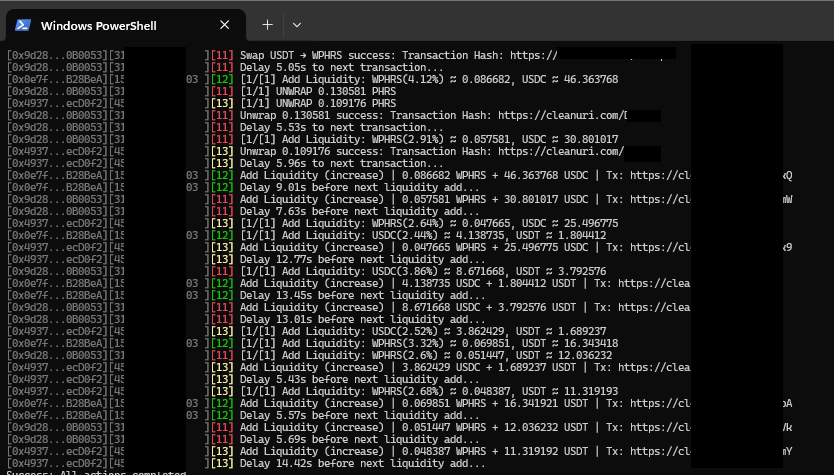 Windows PowerShell
[0x9d28...0B0053][31 ][11] Swap USDT → WPHRS success: Transaction Hash: https://
[0x9d28...0B0053][31 ][11] Delay 5.05s to next transaction...
[0x0e7f...B28BeA][15 03 ][12] [1/[1] Add Liquidity: WPHRS(4.12%) ≈ 0.086682, USDC ≈ 46.363768
[0x9d28...0B0053][31 ][11] [1/1] UNWRAP 0.130581 PHRS
[0x4937...ecD0f2][45 ][13] [1/1] UNWRAP 0.109176 PHRS
[0x9d28...0B0053][31 ][11] Unwrap 0.130581 success: Transaction Hash: https://cleanuri.com/
[0x9d28...0B0053][31 ][11] Delay 5.53s to next transaction...
[0x9d28...0B0053][31 ][11] [1/[1] Add Liquidity: WPHRS(2.91%) ≈ 0.057581, USDC ≈ 30.801017
[0x4937...ecD0f2][45 ][13] Unwrap 0.109176 success: Transaction Hash: https://cleanuri.com/
[0x4937...ecD0f2][45 ][13] Delay 5.96s to next transaction...
[0x0e7f...B28BeA][15 03 ][12] Add Liquidity (increase) | 0.086682 WPHRS + 46.363768 USDC | Tx: https://cle xQ
[0x0e7f...B28BeA][15 03 ][12] Delay 9.01s before next liquidity add...
[0x9d28...0B0053][31 ][11] Add Liquidity (increase) | 0.057581 WPHRS + 30.801017 USDC | Tx: https://cle mW
[0x9d28...0B0053][31 ][11] Delay 7.63s before next liquidity add...
[0x4937...ecD0f2][45 ][13] [1/[1] Add Liquidity: WPHRS(2.64%) ≈ 0.047665, USDC ≈ 25.496775
[0x0e7f...B28BeA][15 03 ][12] [1/[1] Add Liquidity: USDC(2.44%) ≈ 4.138735, USDT ≈ 1.804412
[0x4937...ecD0f2][45 ][13] Add Liquidity (increase) | 0.047665 WPHRS + 25.496775 USDC | Tx: https://cle x9
[0x4937...ecD0f2][45 ][13] Delay 12.77s before next liquidity add...
[0x9d28...0B0053][31 ][11] [1/[1] Add Liquidity: USDC(3.86%) ≈ 8.671668, USDT ≈ 3.792576
[0x0e7f...B28BeA][15 03 ][12] Add Liquidity (increase) | 4.138735 USDC + 1.804412 USDT | Tx: https://clea
[0x0e7f...B28BeA][15 03 ][12] Delay 13.45s before next liquidity add...
[0x9d28...0B0053][31 ][11] Add Liquidity (increase) | 8.671668 USDC + 3.792576 USDT | Tx: https://clea
[0x9d28...0B0053][31 ][11] Delay 13.01s before next liquidity add...
[0x4937...ecD0f2][45 ][13] [1/[1] Add Liquidity: USDC(2.52%) ≈ 3.862429, USDT ≈ 1.689237
[0x0e7f...B28BeA][15 03 ][12] [1/[1] Add Liquidity: WPHRS(3.32%) ≈ 0.069851, USDT ≈ 16.343418
[0x9d28...0B0053][31 ][11] [1/[1] Add Liquidity: WPHRS(2.6%) ≈ 0.051447, USDT ≈ 12.036232
[0x4937...ecD0f2][45 ][13] Add Liquidity (increase) | 3.862429 USDC + 1.689237 USDT | Tx: https://clea
[0x4937...ecD0f2][45 ][13] Delay 5.43s before next liquidity add...
[0x4937...ecD0f2][45 ][13] [1/[1] Add Liquidity: WPHRS(2.68%) ≈ 0.048387, USDT ≈ 11.319193
[0x0e7f...B28BeA][15 03 ][12] Add Liquidity (increase) | 0.069851 WPHRS + 16.341921 USDT | Tx: https://cl
[0x0e7f...B28BeA][15 03 ][12] Delay 5.57s before next liquidity add...
[0x9d28...0B0053][31 ][11] Add Liquidity (increase) | 0.051447 WPHRS + 12.036232 USDT | Tx: https://cl
[0x9d28...0B0053][31 ][11] Delay 5.69s before next liquidity add...
[0x4937...ecD0f2][45 ][13] Add Liquidity (increase) | 0.048387 WPHRS + 11.319192 USDT | Tx: https://cl mY
[0x4937...ecD0f2][45 ][13] Delay 14.42s before next liquidity add...
Success: All actions completed